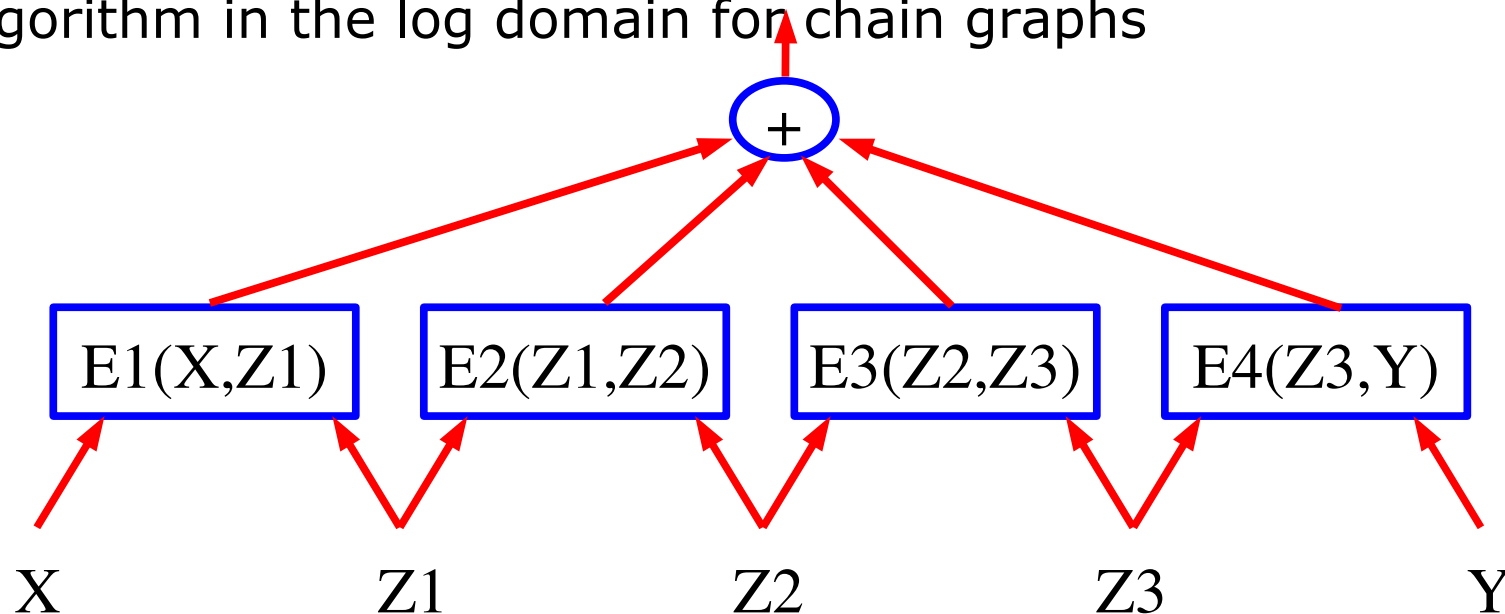 gorithm in the log domain for chain graphs
+
E1(X,Z1) E2(Z1,Z2) E3(Z2,Z3) E4(Z3,Y)
X Z1 Z2 Z3 Y